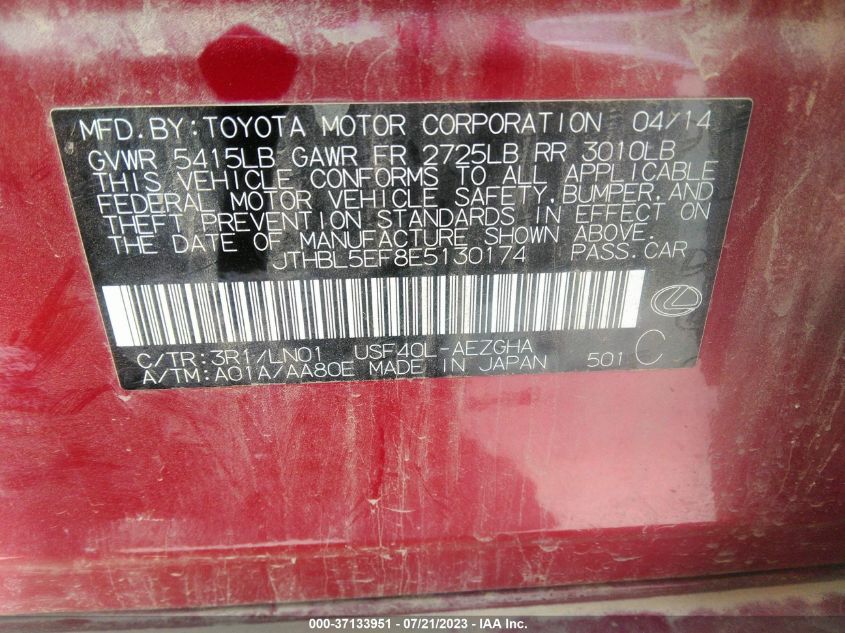 MFD. BY: TOYOTA MOTOR CORPORATION 04/14
GVWR 5415LB GAWR FR 2725LB RR 3010LB
THIS VEHICLE CONFORMS TO ALL APPLICABLE
FEDERAL MOTOR VEHICLE SAFETY, BUMPER, AND
THEFT PREVENTION STANDARDS IN EFFECT ON
THE DATE OF MANUFACTURE SHOWN ABOVE.
JTHBL5EF8E5130174 PASS. CAR
C/TR: 3R1/LN01 USF40L-AEZGHA
A/TM: A01A/AA80E MADE IN JAPAN 501 C
000-37133951 / 07/21/2023 - IAA Inc.